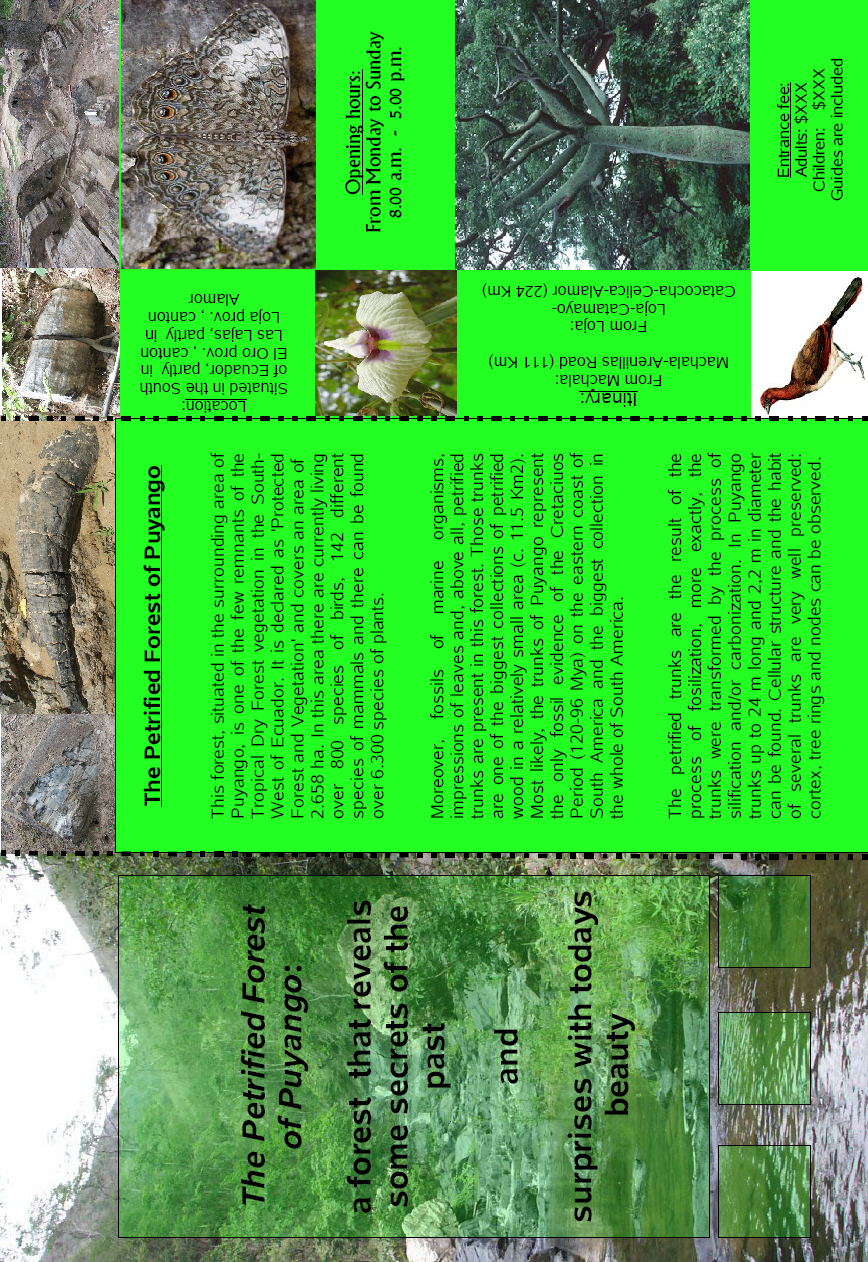 The Petrified Forest
of Puyango:
a forest that reveals
some secrets of the
past
and
surprises with todays
beauty
The Petrified Forest of Puyango
This forest, situated in the surrounding area of
Puyango, is one of the few remnants of the
Tropical Dry Forest vegetation in the South-
West of Ecuador. It is declared as 'Protected
Forest and Vegetation' and covers an area of
2.658 ha. In this area there are currently living
over 800 species of birds, 142 different
species of mammals and there can be found
over 6.300 species of plants.
Moreover, fossils of marine organisms,
impressions of leaves and, above all, petrified
trunks are present in this forest. Those trunks
are one of the biggest collections of petrified
wood in a relatively small area (c. 11.5 Km2).
Most likely, the trunks of Puyango represent
the only fossil evidence of the Cretaciuos
Period (120-96 Mya) on the eastern coast of
South America and the biggest collection in
the whole of South America.
The petrified trunks are the result of the
process of fosilization, more exactly, the
trunks were transformed by the process of
silification and/or carbonization. In Puyango
trunks up to 24 m long and 2.2 m in diameter
can be found. Cellular structure and the habit
of several trunks are very well preserved:
cortex, tree rings and nodes can be observed.
Location:
Situated in the South
of Ecuador, partly in
El Oro prov. , canton
Las Lajas, partly in
Loja prov. , canton
Alamor
Opening hours:
From Monday to Sunday
8.00 a.m. - 5.00 p.m.
Itinary:
From Machala:
Machala-Arenillas Road (111 Km)
From Loja:
Loja-Catamayo-
Catacocha-Celica-Alamor (224 Km)
Entrance fee:
Adults: $XXX
Children: $XXX
Guides are included